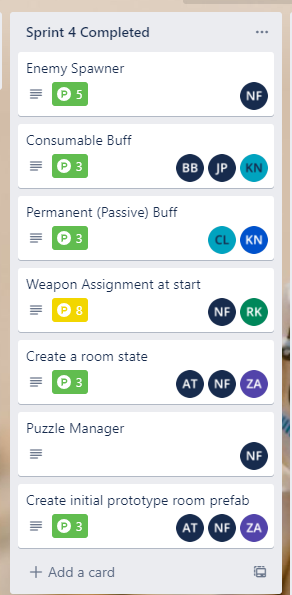 Sprint 4 Completed
Enemy Spawner
P 5 NF
Consumable Buff
P 3 BB JP KN
Permanent (Passive) Buff
P 3 CL KN
Weapon Assignment at start
P 8 NF RK
Create a room state
P 3 AT NF ZA
Puzzle Manager
NF
Create initial prototype room prefab
P 3 AT NF ZA
+ Add a card